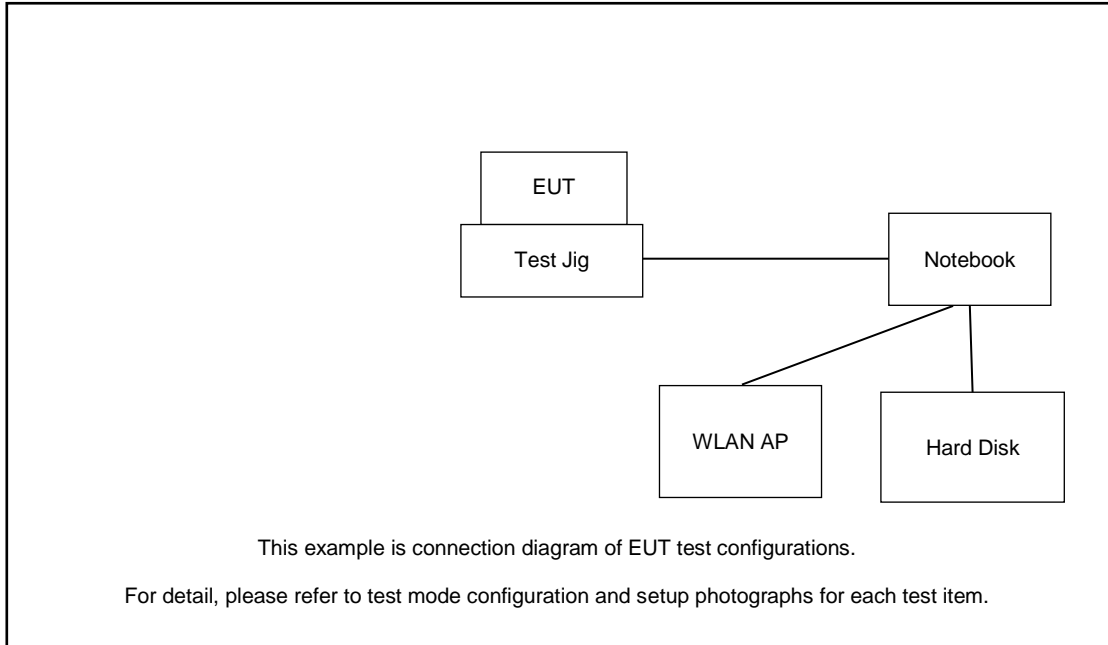 EUT
Test Jig
Notebook
WLAN AP
Hard Disk
This example is connection diagram of EUT test configurations.
For detail, please refer to test mode configuration and setup photographs for each test item.